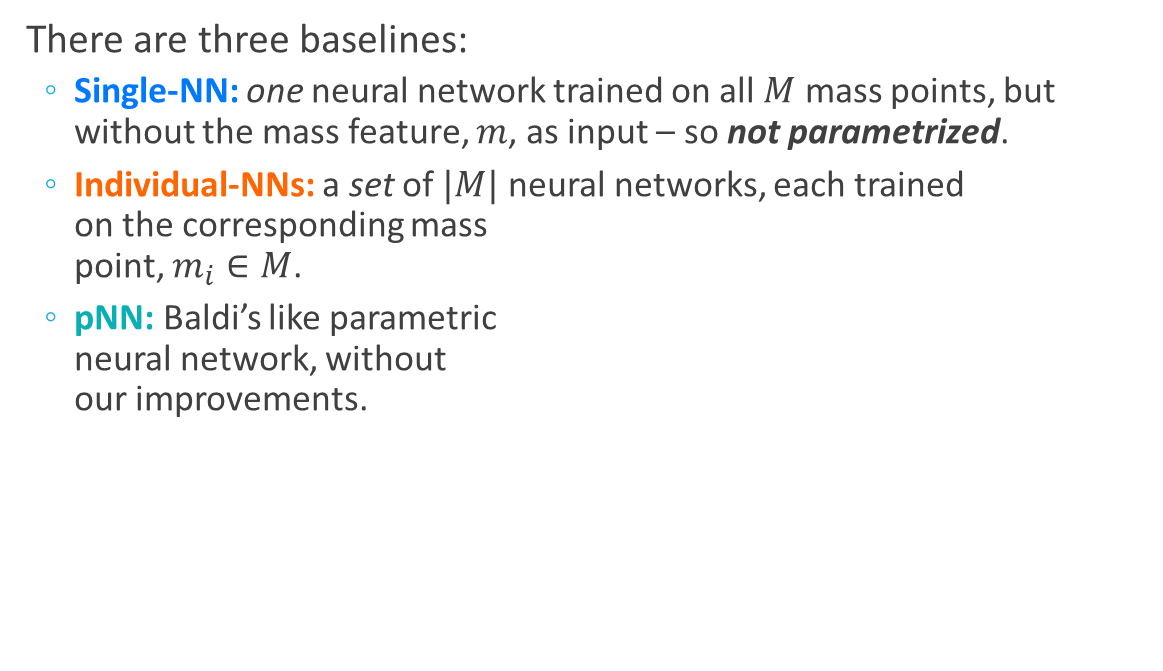 There are three baselines:
◦ Single-NN: one neural network trained on all M mass points, but
without the mass feature, m, as input – so not parametrized.
◦ Individual-NNs: a set of |M| neural networks, each trained
on the corresponding mass
point, mᵢ ∈ M.
◦ pNN: Baldi’s like parametric
neural network, without
our improvements.